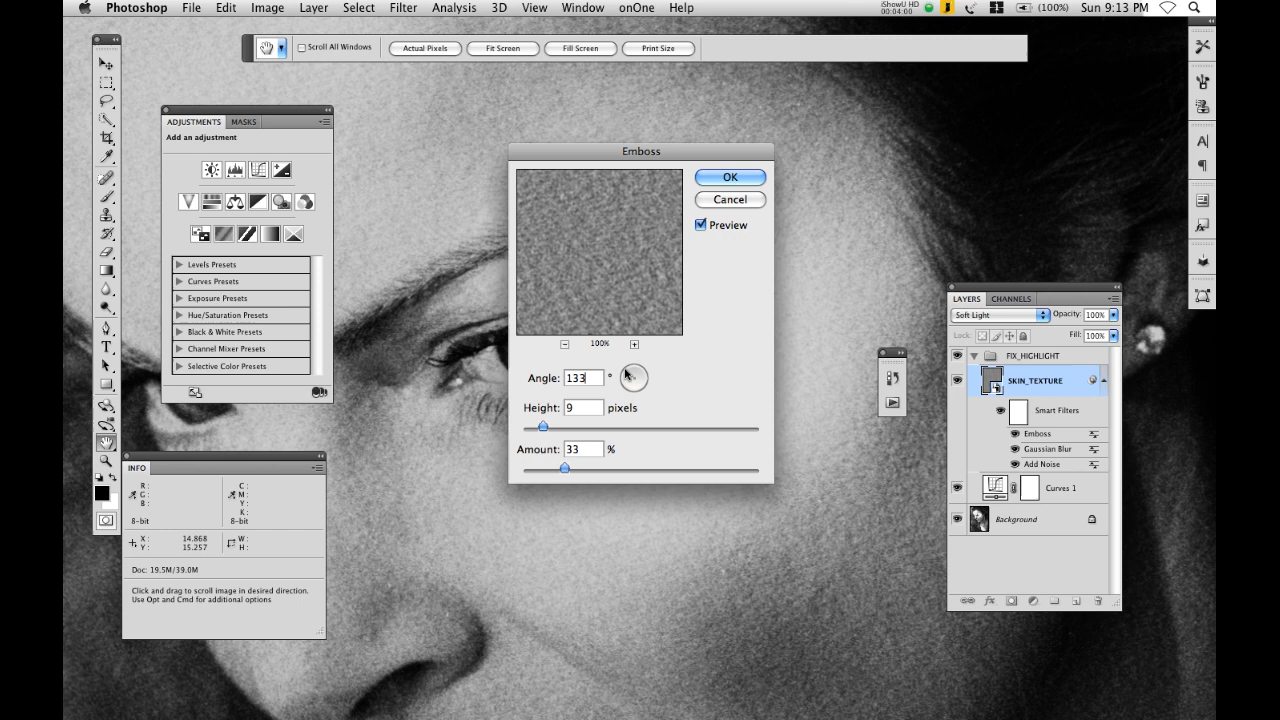 Photoshop File Edit Image Layer Select Filter Analysis 3D View Window onOne Help
iShowU HD
00:04:00
(100%) Sun 9:13 PM
Scroll All Windows Actual Pixels Fit Screen Fill Screen Print Size
ADJUSTMENTS MASKS
Add an adjustment
Levels Presets
Curves Presets
Exposure Presets
Hue/Saturation Presets
Black & White Presets
Channel Mixer Presets
Selective Color Presets
INFO
R :
G :
B :
8-bit
C :
M :
Y :
K :
8-bit
X : 14.868
Y : 15.257
W :
H :
Doc: 19.5M/39.0M
Click and drag to scroll image in desired direction.
Use Opt and Cmd for additional options
Emboss
OK
Cancel
Preview
100%
Angle: 133 °
Height: 9 pixels
Amount: 33 %
LAYERS CHANNELS
Soft Light Opacity: 100%
Lock: Fill: 100%
FIX_HIGHLIGHT
SKIN_TEXTURE
Smart Filters
Emboss
Gaussian Blur
Add Noise
Curves 1
Background